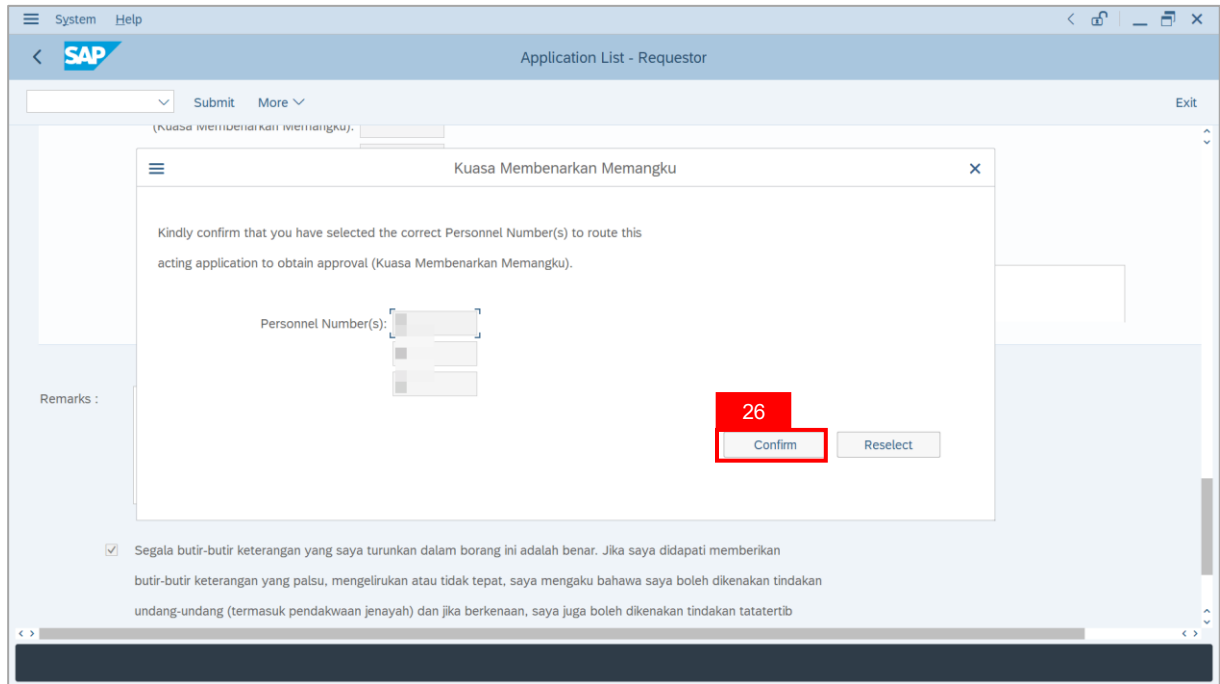 System Help
SAP
Application List - Requestor
Submit More Exit
(Kuasa Membenarkan Memangku):
Kuasa Membenarkan Memangku
Kindly confirm that you have selected the correct Personnel Number(s) to route this
acting application to obtain approval (Kuasa Membenarkan Memangku).
Personnel Number(s):
Remarks :
26
Confirm Reselect
Segala butir-butir keterangan yang saya turunkan dalam borang ini adalah benar. Jika saya didapati memberikan
butir-butir keterangan yang palsu, mengelirukan atau tidak tepat, saya mengaku bahawa saya boleh dikenakan tindakan
undang-undang (termasuk pendakwaan jenayah) dan jika berkenaan, saya juga boleh dikenakan tindakan tatatertib